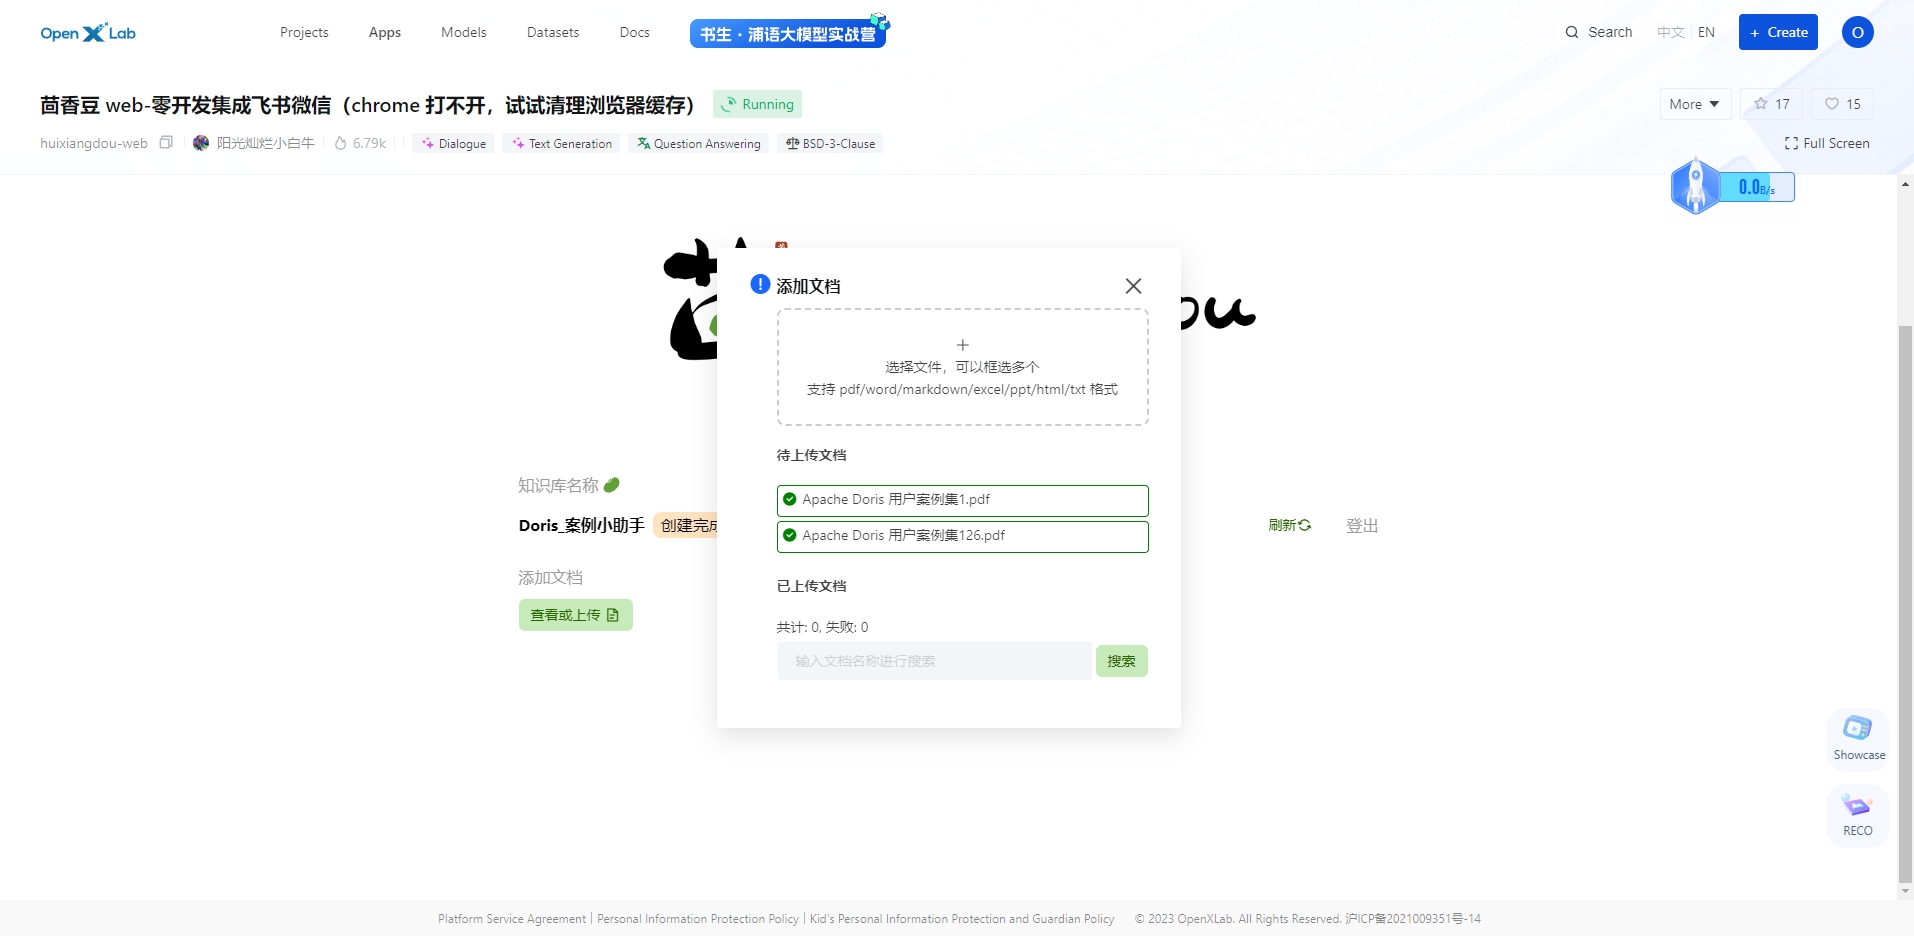 Open X Lab
Projects
Apps
Models
Datasets
Docs
书生·浦语大模型实战营
Search
中文
EN
+ Create
O
茴香豆 web-零开发集成飞书微信（chrome 打不开，试试清理浏览器缓存）
Running
More
17
15
huixiangdou-web
阳光灿烂小白牛
6.79k
Dialogue
Text Generation
Question Answering
BSD-3-Clause
Full Screen
0.0B/s
ou
添加文档
选择文件，可以框选多个
支持 pdf/word/markdown/excel/ppt/html/txt 格式
待上传文档
Apache Doris 用户案例集1.pdf
Apache Doris 用户案例集126.pdf
已上传文档
共计: 0, 失败: 0
输入文档名称进行搜索
搜索
知识库名称
Doris_案例小助手
创建完成
刷新
登出
添加文档
查看或上传
Showcase
RECO
Platform Service Agreement | Personal Information Protection Policy | Kid's Personal Information Protection and Guardian Policy
© 2023 OpenXLab. All Rights Reserved. 沪ICP备2021009351号-14